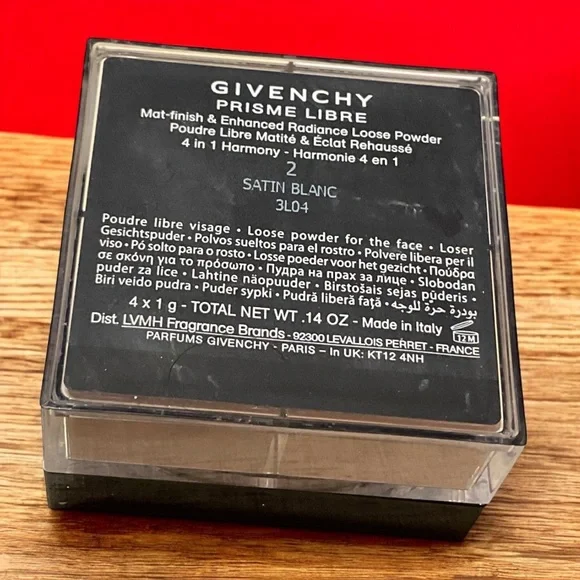 GIVENCHY
PRISME LIBRE
Mat-finish & Enhanced Radiance Loose Powder
Poudre Libre Matité & Éclat Rehaussé
4 in 1 Harmony - Harmonie 4 en 1
2
SATIN BLANC
3L04
Poudre libre visage • Loose powder for the face • Loser
Gesichtspuder • Polvos sueltos para el rostro • Polvere libera per il
viso • Pó solto para o rosto • Losse poeder voor het gezicht • Πούδρα
σε σκόνη για το πρόσωπο • Пудра на прах за лице • Slobodan
puder za lice • Lahtine näopuuder • Birstošais sejas pūderis •
Biri veido pudra • Puder sypki • Pudră liberă față • بودرة حرة للوجه
4 x 1 g - TOTAL NET WT .14 OZ - Made in Italy
12M
Dist. LVMH Fragrance Brands - 92300 LEVALLOIS PERRET - FRANCE
PARFUMS GIVENCHY - PARIS - In UK: KT12 4NH